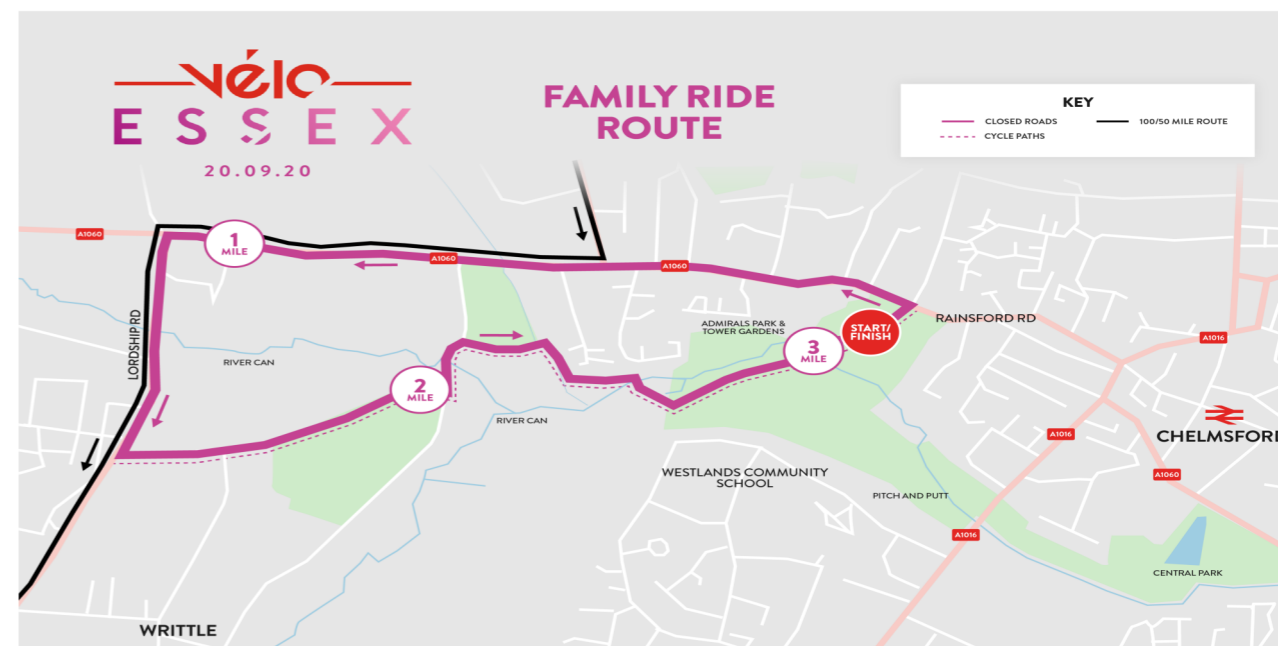 vélo
ESSEX
20.09.20
FAMILY RIDE
ROUTE
KEY
CLOSED ROADS
100/50 MILE ROUTE
CYCLE PATHS
A1060
1
MILE
A1060
A1060
LORDSHIP RD
RIVER CAN
ADMIRALS PARK &
TOWER GARDENS
START/
FINISH
RAINSFORD RD
3
MILE
A1016
2
MILE
RIVER CAN
A1016
CHELMSFORD
WESTLANDS COMMUNITY
SCHOOL
A1060
PITCH AND PUTT
A1016
CENTRAL PARK
WRITTLE